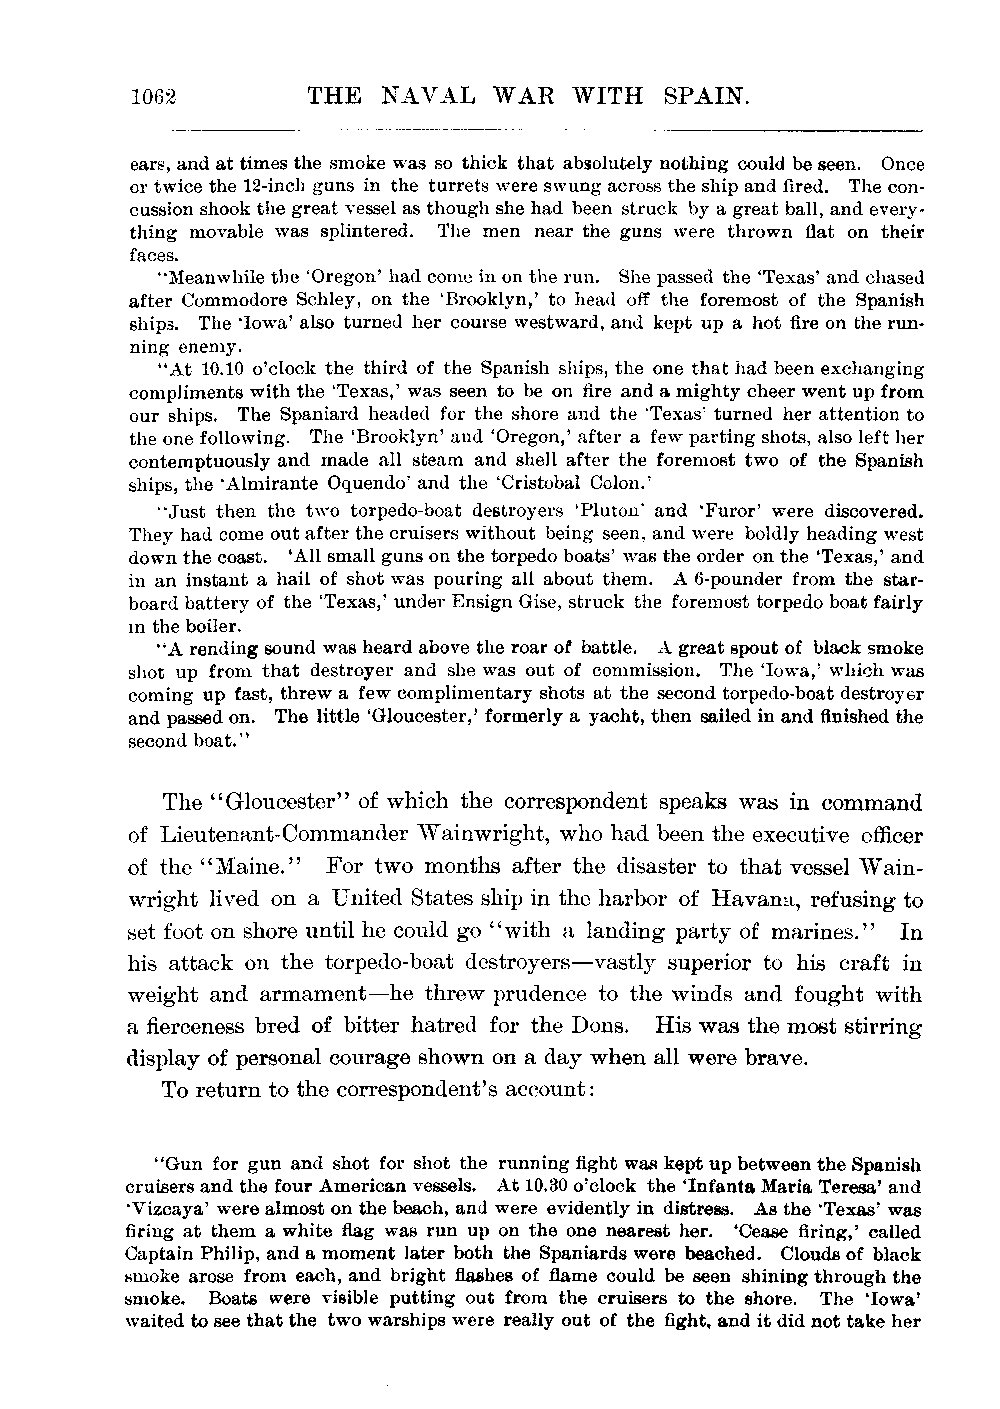 1062 THE NAVAL WAR WITH SPAIN.
ears, and at times the smoke was so thick that absolutely nothing could be seen. Once
or twice the 12-inch guns in the turrets were swung across the ship and fired. The con-
cussion shook the great vessel as though she had been struck by a great ball, and every-
thing movable was splintered. The men near the guns were thrown flat on their
faces.
“Meanwhile the ‘Oregon’ had come in on the run. She passed the ‘Texas’ and chased
after Commodore Schley, on the ‘Brooklyn,’ to head off the foremost of the Spanish
ships. The ‘Iowa’ also turned her course westward, and kept up a hot fire on the run-
ning enemy.
“At 10.10 o’clock the third of the Spanish ships, the one that had been exchanging
compliments with the ‘Texas,’ was seen to be on fire and a mighty cheer went up from
our ships. The Spaniard headed for the shore and the ‘Texas’ turned her attention to
the one following. The ‘Brooklyn’ and ‘Oregon,’ after a few parting shots, also left her
contemptuously and made all steam and shell after the foremost two of the Spanish
ships, the ‘Almirante Oquendo’ and the ‘Cristobal Colon.’
“Just then the two torpedo-boat destroyers ‘Pluton’ and ‘Furor’ were discovered.
They had come out after the cruisers without being seen, and were boldly heading west
down the coast. ‘All small guns on the torpedo boats’ was the order on the ‘Texas,’ and
in an instant a hail of shot was pouring all about them. A 6-pounder from the star-
board battery of the ‘Texas,’ under Ensign Gise, struck the foremost torpedo boat fairly
in the boiler.
“A rending sound was heard above the roar of battle. A great spout of black smoke
shot up from that destroyer and she was out of commission. The ‘Iowa,’ which was
coming up fast, threw a few complimentary shots at the second torpedo-boat destroyer
and passed on. The little ‘Gloucester,’ formerly a yacht, then sailed in and finished the
second boat.”
The “Gloucester” of which the correspondent speaks was in command
of Lieutenant-Commander Wainwright, who had been the executive officer
of the “Maine.” For two months after the disaster to that vessel Wain-
wright lived on a United States ship in the harbor of Havana, refusing to
set foot on shore until he could go “with a landing party of marines.” In
his attack on the torpedo-boat destroyers—vastly superior to his craft in
weight and armament—he threw prudence to the winds and fought with
a fierceness bred of bitter hatred for the Dons. His was the most stirring
display of personal courage shown on a day when all were brave.
To return to the correspondent’s account:
“Gun for gun and shot for shot the running fight was kept up between the Spanish
cruisers and the four American vessels. At 10.30 o’clock the ‘Infanta Maria Teresa’ and
‘Vizcaya’ were almost on the beach, and were evidently in distress. As the ‘Texas’ was
firing at them a white flag was run up on the one nearest her. ‘Cease firing,’ called
Captain Philip, and a moment later both the Spaniards were beached. Clouds of black
smoke arose from each, and bright flashes of flame could be seen shining through the
smoke. Boats were visible putting out from the cruisers to the shore. The ‘Iowa’
waited to see that the two warships were really out of the fight, and it did not take her